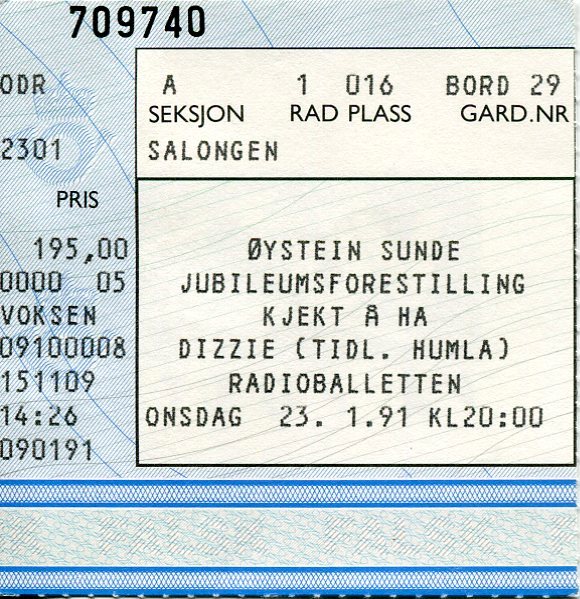 709740
ODR A 1 016 BORD 29
SEKSJON RAD PLASS GARD.NR
2301 SALONGEN
PRIS
195,00 ØYSTEIN SUNDE
0000 05 JUBILEUMSFORESTILLING
VOKSEN KJEKT Å HA
09100008 DIZZIE (TIDL. HUMLA)
151109 RADIOBALLETTEN
14:26 ONSDAG 23. 1.91 KL20:00
090191